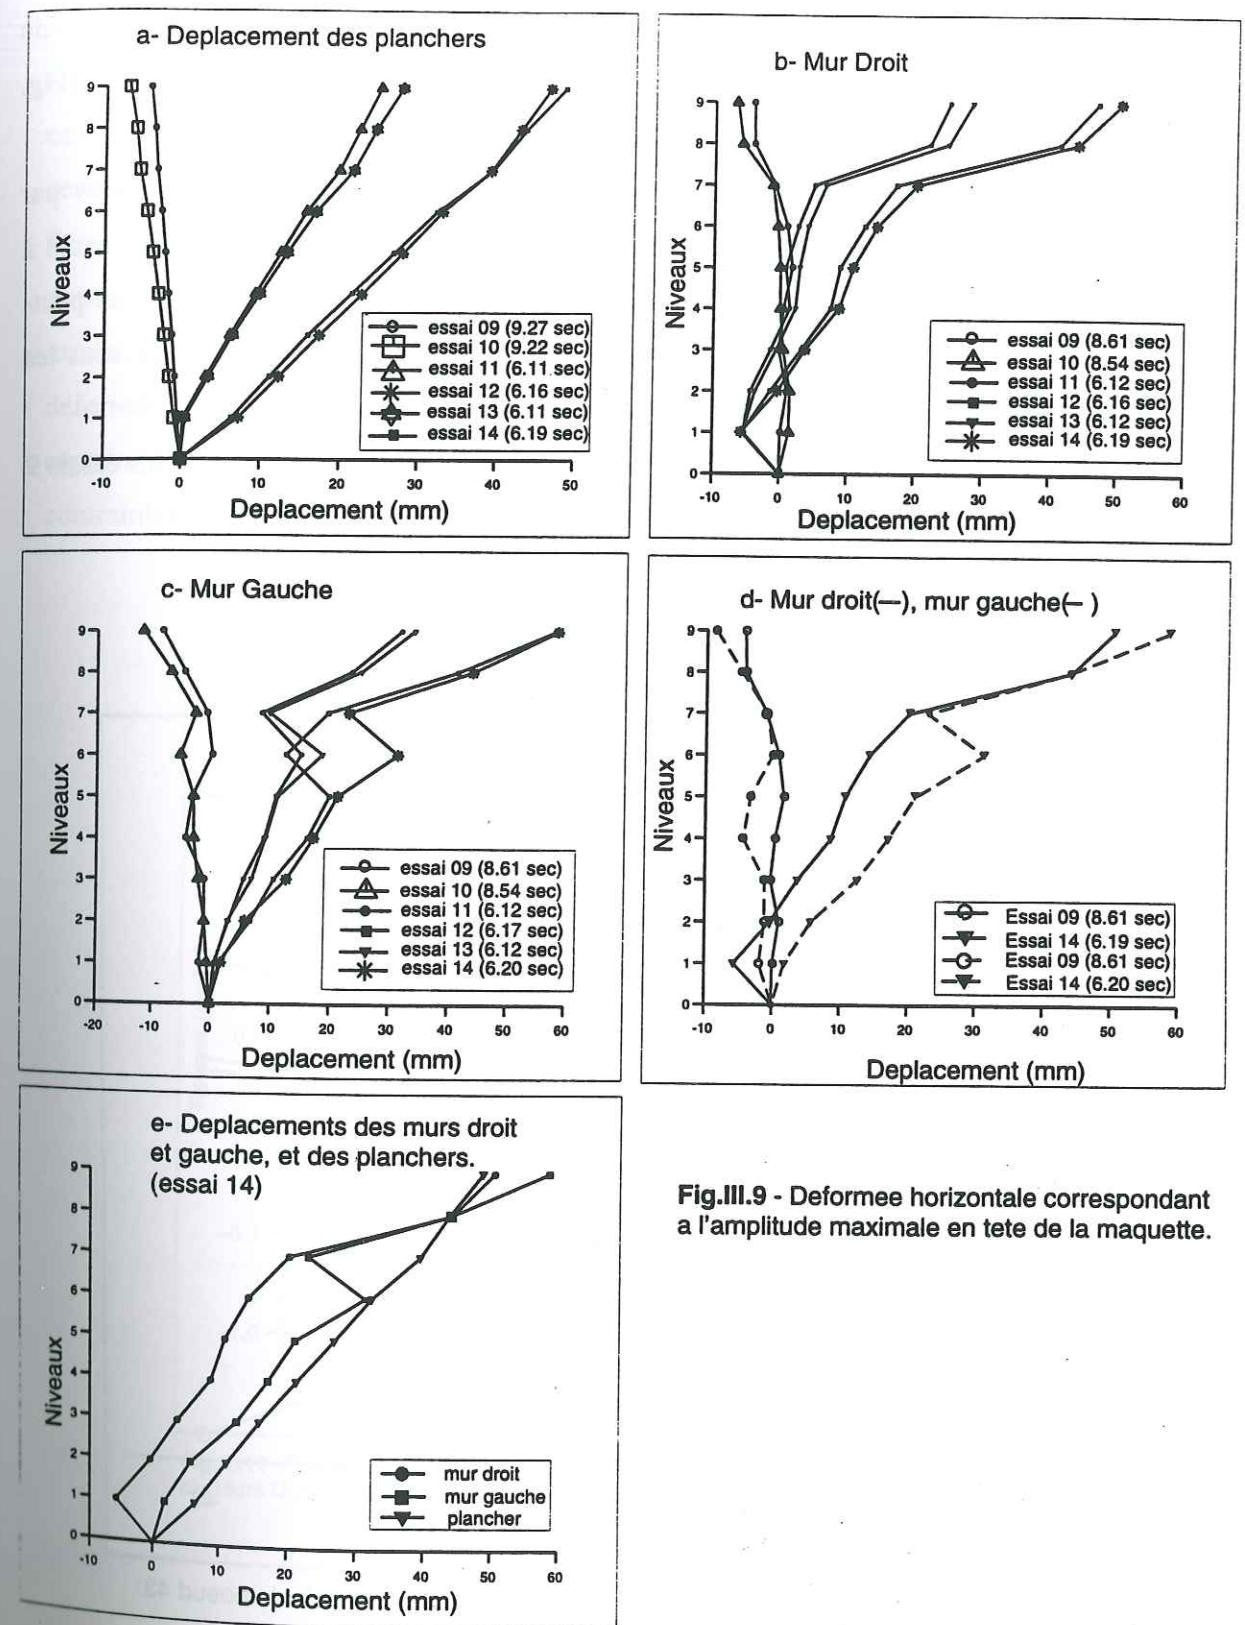 a- Deplacement des planchers
9
8
7
6
5
4
3
2
1
0
Niveaux
essai 09 (9.27 sec)
essai 10 (9.22 sec)
essai 11 (6.11 sec)
essai 12 (6.16 sec)
essai 13 (6.11 sec)
essai 14 (6.19 sec)
-10 0 10 20 30 40 50
Deplacement (mm)
b- Mur Droit
9
8
7
6
5
4
3
2
1
0
Niveaux
essai 09 (8.61 sec)
essai 10 (8.54 sec)
essai 11 (6.12 sec)
essai 12 (6.16 sec)
essai 13 (6.12 sec)
essai 14 (6.19 sec)
-10 0 10 20 30 40 50 60
Deplacement (mm)
c- Mur Gauche
9
8
7
6
5
4
3
2
1
0
Niveaux
essai 09 (8.61 sec)
essai 10 (8.54 sec)
essai 11 (6.12 sec)
essai 12 (6.17 sec)
essai 13 (6.12 sec)
essai 14 (6.20 sec)
-20 -10 0 10 20 30 40 50 60
Deplacement (mm)
d- Mur droit(—), mur gauche(– )
9
8
7
6
5
4
3
2
1
0
Niveaux
Essai 09 (8.61 sec)
Essai 14 (6.19 sec)
Essai 09 (8.61 sec)
Essai 14 (6.20 sec)
-10 0 10 20 30 40 50 60
Deplacement (mm)
e- Deplacements des murs droit
et gauche, et des planchers.
(essai 14)
9
8
7
6
5
4
3
2
1
0
Niveaux
mur droit
mur gauche
plancher
-10 0 10 20 30 40 50 60
Deplacement (mm)
Fig.III.9 - Deformee horizontale correspondant
a l'amplitude maximale en tete de la maquette.